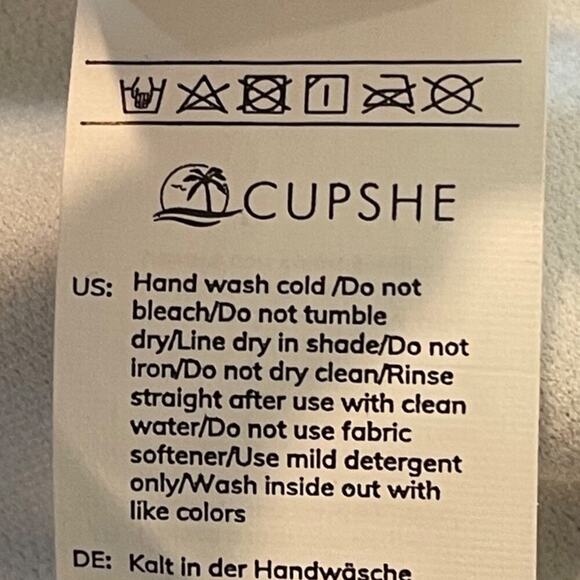 CUPSHE
US: Hand wash cold /Do not
bleach/Do not tumble
dry/Line dry in shade/Do not
iron/Do not dry clean/Rinse
straight after use with clean
water/Do not use fabric
softener/Use mild detergent
only/Wash inside out with
like colors
DE: Kalt in der Handwäsche